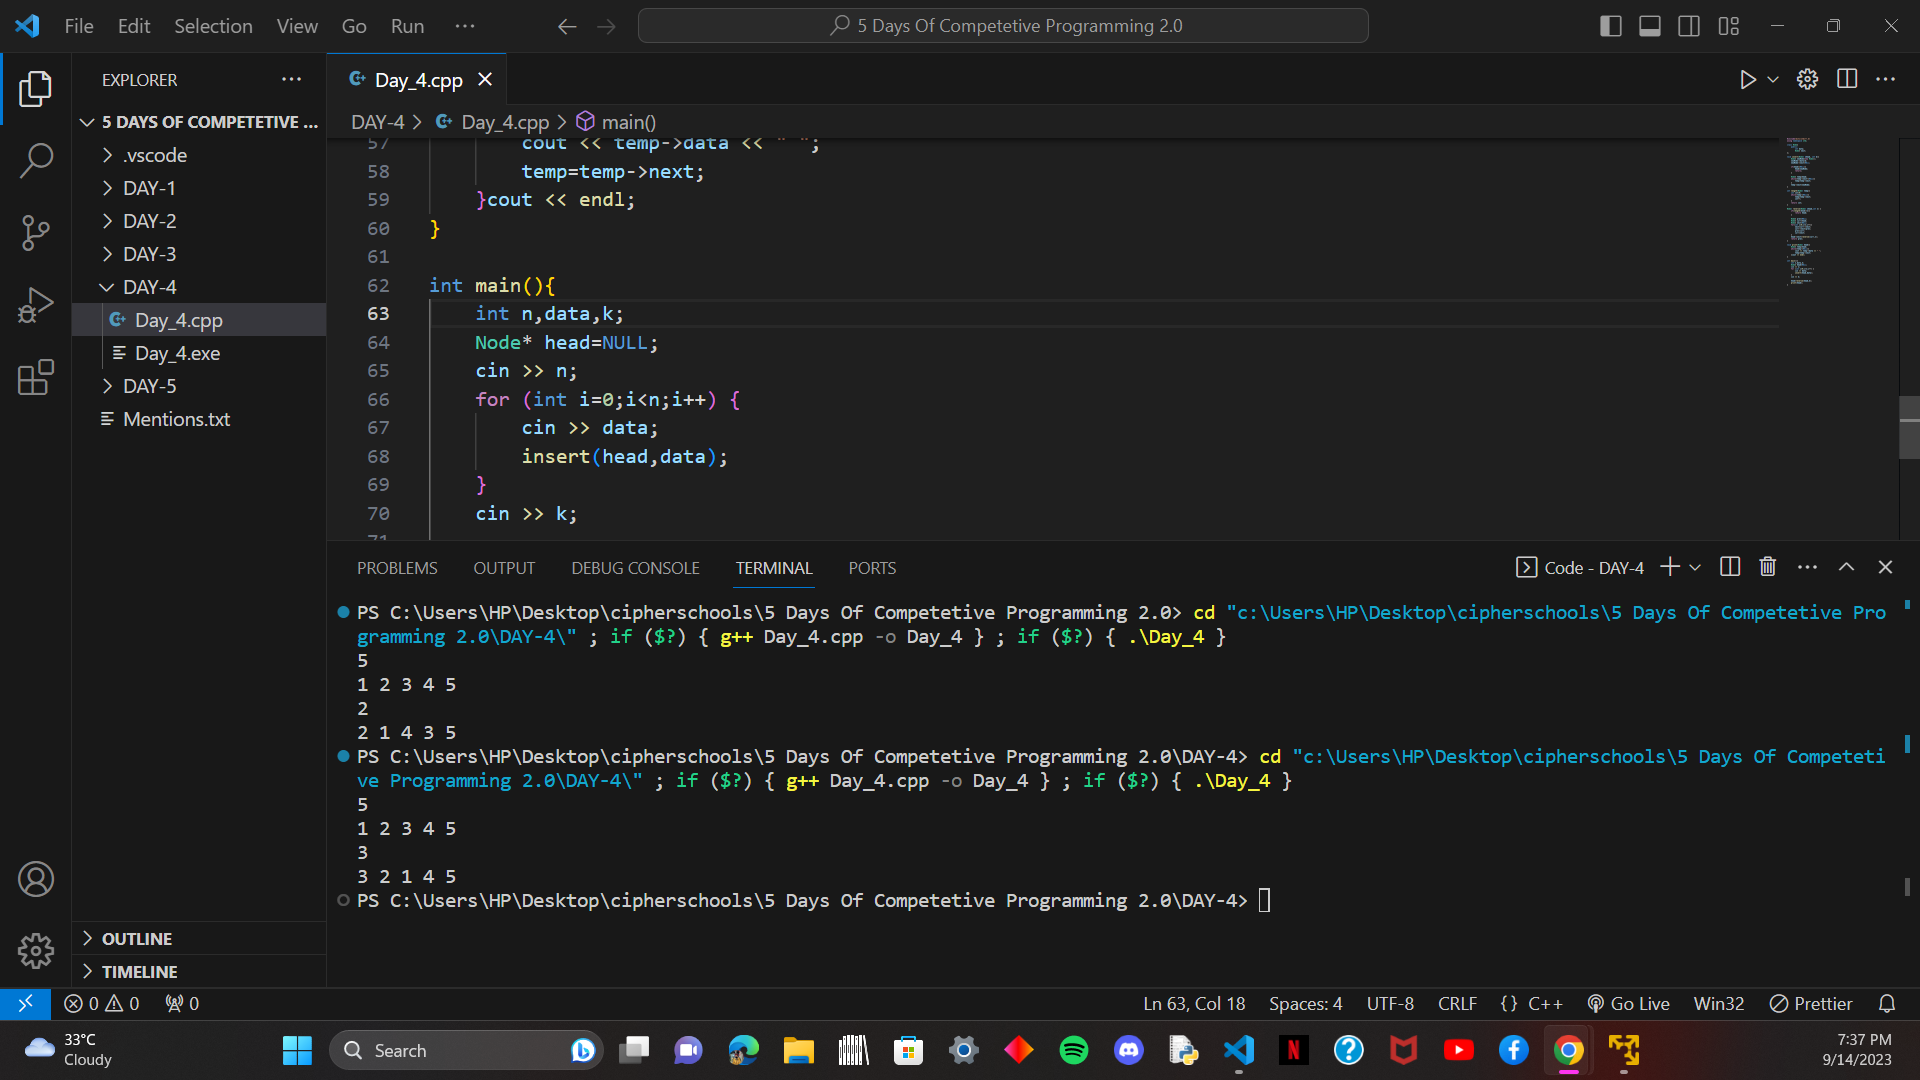 File Edit Selection View Go Run ··· 5 Days Of Competetive Programming 2.0
EXPLORER ···
5 DAYS OF COMPETETIVE ...
.vscode
DAY-1
DAY-2
DAY-3
DAY-4
Day_4.cpp
Day_4.exe
DAY-5
Mentions.txt
OUTLINE
TIMELINE
Day_4.cpp
DAY-4 > Day_4.cpp > main()
57 cout << temp->data << " ";
58 temp=temp->next;
59 }cout << endl;
60 }
61
62 int main(){
63 int n,data,k;
64 Node* head=NULL;
65 cin >> n;
66 for (int i=0;i<n;i++) {
67 cin >> data;
68 insert(head,data);
69 }
70 cin >> k;
71
PROBLEMS OUTPUT DEBUG CONSOLE TERMINAL PORTS Code - DAY-4
PS C:\Users\HP\Desktop\cipherschools\5 Days Of Competetive Programming 2.0> cd "c:\Users\HP\Desktop\cipherschools\5 Days Of Competetive Pro
gramming 2.0\DAY-4\" ; if ($?) { g++ Day_4.cpp -o Day_4 } ; if ($?) { .\Day_4 }
5
1 2 3 4 5
2
2 1 4 3 5
PS C:\Users\HP\Desktop\cipherschools\5 Days Of Competetive Programming 2.0\DAY-4> cd "c:\Users\HP\Desktop\cipherschools\5 Days Of Competeti
ve Programming 2.0\DAY-4\" ; if ($?) { g++ Day_4.cpp -o Day_4 } ; if ($?) { .\Day_4 }
5
1 2 3 4 5
3
3 2 1 4 5
PS C:\Users\HP\Desktop\cipherschools\5 Days Of Competetive Programming 2.0\DAY-4>
0 0 0 Ln 63, Col 18 Spaces: 4 UTF-8 CRLF {} C++ Go Live Win32 Prettier
33°C
Cloudy
Search
7:37 PM
9/14/2023